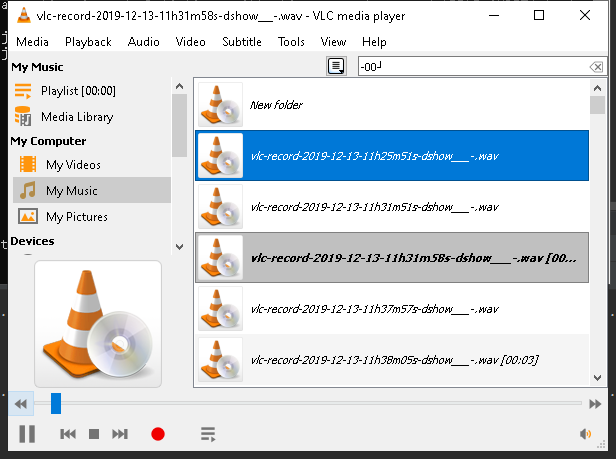 vlc-record-2019-12-13-11h31m58s-dshow___-.wav - VLC media player
Media Playback Audio Video Subtitle Tools View Help
My Music
Playlist [00:00]
Media Library
My Computer
My Videos
My Music
My Pictures
Devices
-00┘
New folder
vlc-record-2019-12-13-11h25m51s-dshow___-.wav
vlc-record-2019-12-13-11h31m51s-dshow___-.wav
vlc-record-2019-12-13-11h31m58s-dshow___-.wav [00...
vlc-record-2019-12-13-11h37m57s-dshow___-.wav
vlc-record-2019-12-13-11h38m05s-dshow___-.wav [00:03]